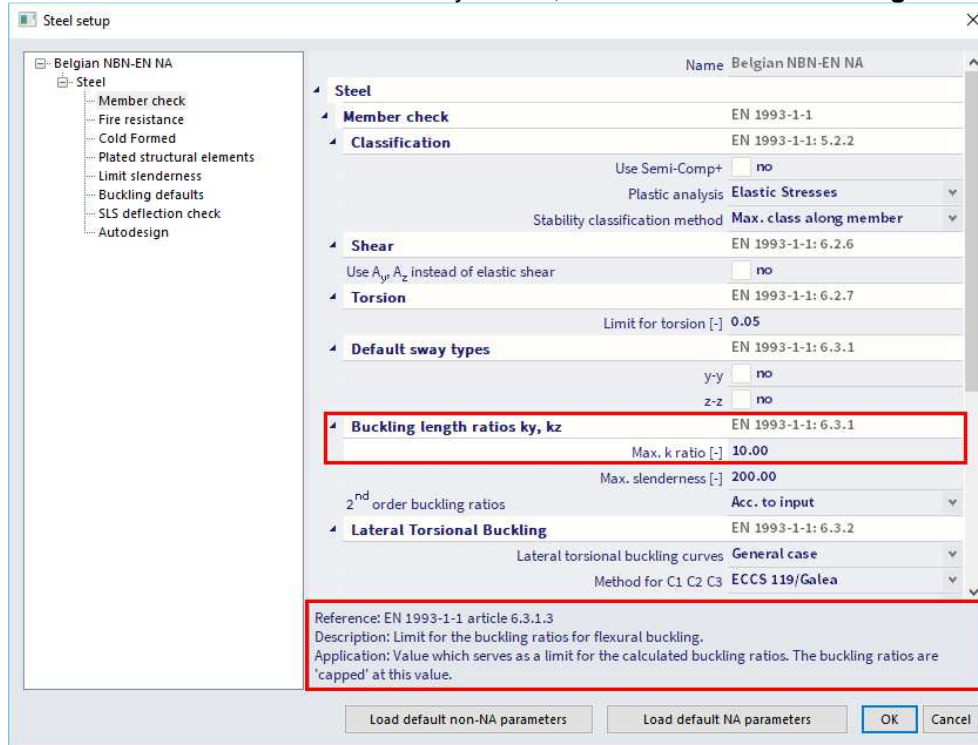 Steel setup
Belgian NBN-EN NA
Steel
Member check
Fire resistance
Cold Formed
Plated structural elements
Limit slenderness
Buckling defaults
SLS deflection check
Autodesign
Name Belgian NBN-EN NA
Steel
Member check EN 1993-1-1
Classification EN 1993-1-1: 5.2.2
Use Semi-Comp+ no
Plastic analysis Elastic Stresses
Stability classification method Max. class along member
Shear EN 1993-1-1: 6.2.6
Use Ay, Az instead of elastic shear no
Torsion EN 1993-1-1: 6.2.7
Limit for torsion [-] 0.05
Default sway types EN 1993-1-1: 6.3.1
y-y no
z-z no
Buckling length ratios ky, kz EN 1993-1-1: 6.3.1
Max. k ratio [-] 10.00
Max. slenderness [-] 200.00
2nd order buckling ratios Acc. to input
Lateral Torsional Buckling EN 1993-1-1: 6.3.2
Lateral torsional buckling curves General case
Method for C1 C2 C3 ECCS 119/Galea
Reference: EN 1993-1-1 article 6.3.1.3
Description: Limit for the buckling ratios for flexural buckling.
Application: Value which serves as a limit for the calculated buckling ratios. The buckling ratios are
'capped' at this value.
Load default non-NA parameters Load default NA parameters OK Cancel